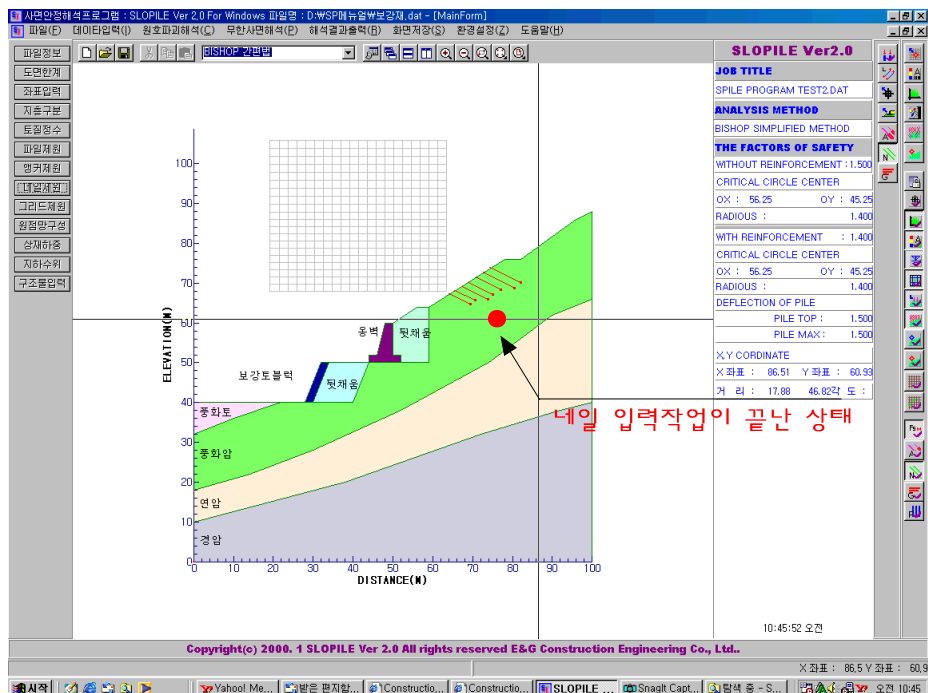 사면안정해석프로그램 : SLOPILE Ver 2.0 For Windows 파일명 : D:₩SP메뉴얼₩보강재.dat - [MainForm]
파일(F) 데이타입력(I) 원호파괴해석(C) 무한사면해석(P) 해석결과출력(R) 화면저장(S) 환경설정(Z) 도움말(H)
파일정보
도면한계
좌표입력
지층구분
토질정수
파일제원
앵커제원
네일제원
그리드제원
원점망구성
상재하중
지하수위
구조물입력
BISHOP 간편법
ELEVATION(M)
100
90
80
70
60
50
40
30
20
10
0
0 10 20 30 40 50 60 70 80 90 100
DISTANCE(M)
옹벽
뒷채움
보강토블럭
뒷채움
풍화토
풍화암
연암
경암
네일 입력작업이 끝난 상태
SLOPILE Ver2.0
JOB TITLE
SPILE PROGRAM TEST2.DAT
ANALYSIS METHOD
BISHOP SIMPLIFIED METHOD
THE FACTORS OF SAFETY
WITHOUT REINFORCEMENT : 1.500
CRITICAL CIRCLE CENTER
OX : 56.25 OY : 45.25
RADIOUS : 1.400
WITH REINFORCEMENT : 1.400
CRITICAL CIRCLE CENTER
OX : 56.25 OY : 45.25
RADIOUS : 1.400
DEFLECTION OF PILE
PILE TOP : 1.500
PILE MAX : 1.500
X,Y CORDINATE
X 좌표 : 86.51 Y 좌표 : 60.93
거 리 : 17.88 46.82각 도 :
10:45:52 오전
Copyright(c) 2000. 1 SLOPILE Ver 2.0 All rights reserved E&G Construction Engineering Co., Ltd..
X 좌표 : 86.5 Y 좌표 : 60.9
시작
Yahoo! Me... 받은 편지함... Constructio... Constructio... SLOPILE ... SnagIt Capt... 탐색 중 - S... 오전 10:45